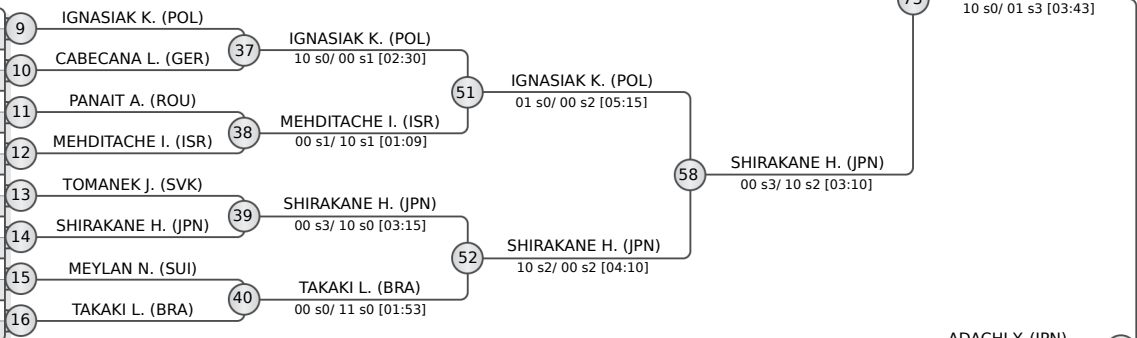 9
IGNASIAK K. (POL)
10
CABECANA L. (GER)
11
PANAIT A. (ROU)
12
MEHDITACHE I. (ISR)
13
TOMANEK J. (SVK)
14
SHIRAKANE H. (JPN)
15
MEYLAN N. (SUI)
16
TAKAKI L. (BRA)
37
IGNASIAK K. (POL)
10 s0/ 00 s1 [02:30]
38
MEHDITACHE I. (ISR)
00 s1/ 10 s1 [01:09]
39
SHIRAKANE H. (JPN)
00 s3/ 10 s0 [03:15]
40
TAKAKI L. (BRA)
00 s0/ 11 s0 [01:53]
51
IGNASIAK K. (POL)
01 s0/ 00 s2 [05:15]
52
SHIRAKANE H. (JPN)
10 s2/ 00 s2 [04:10]
58
SHIRAKANE H. (JPN)
00 s3/ 10 s2 [03:10]
10 s0/ 01 s3 [03:43]
ADACHI Y. (JPN)